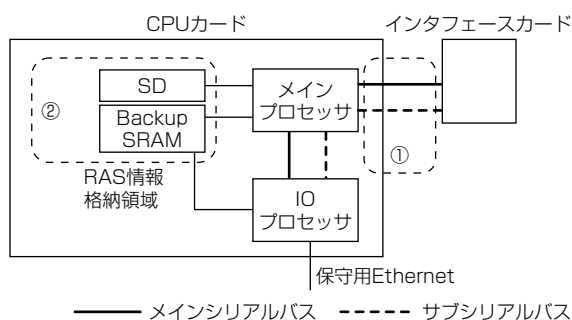 CPUカード
インタフェースカード
SD
メイン
プロセッサ
②
Backup
SRAM
①
RAS情報
格納領域
IO
プロセッサ
保守用Ethernet
メインシリアルバス
サブシリアルバス